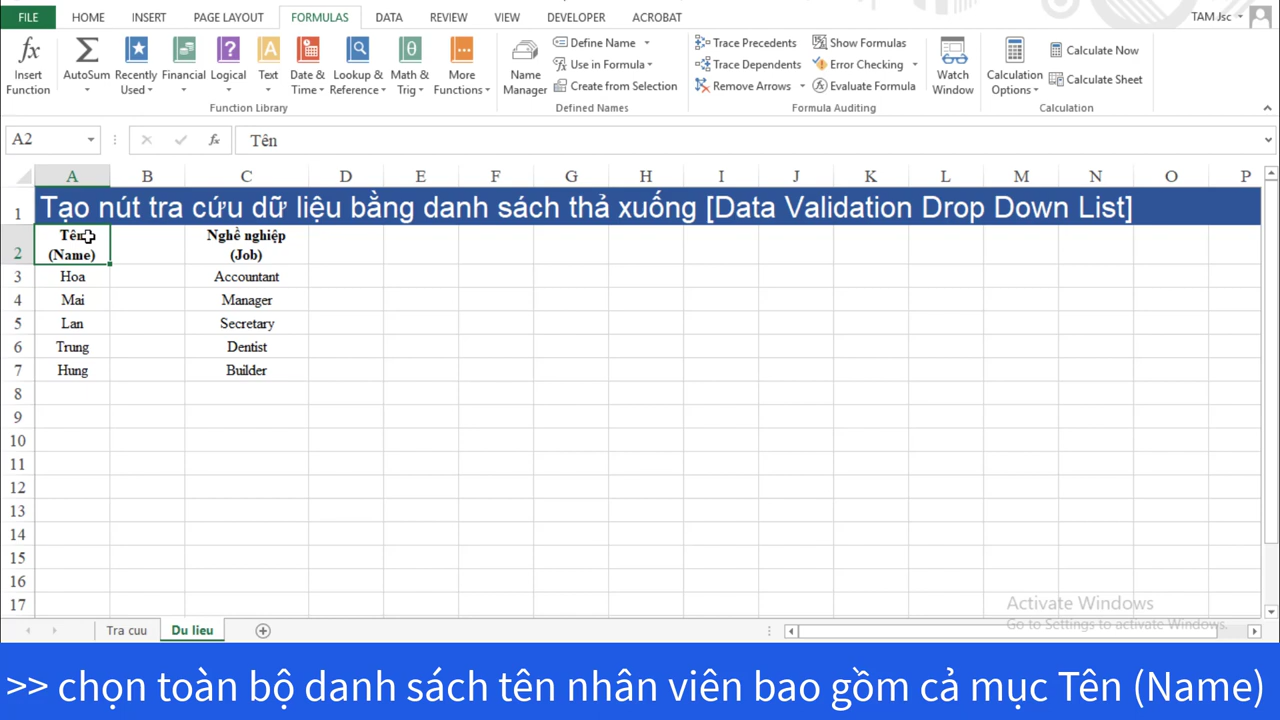 FILE HOME INSERT PAGE LAYOUT FORMULAS DATA REVIEW VIEW DEVELOPER ACROBAT TAM Jsc
Insert Function
AutoSum
Recently Used
Financial
Logical
Text
Date & Time
Lookup & Reference
Math & Trig
More Functions
Function Library
Name Manager
Define Name
Use in Formula
Create from Selection
Defined Names
Trace Precedents
Trace Dependents
Remove Arrows
Show Formulas
Error Checking
Evaluate Formula
Formula Auditing
Watch Window
Calculation Options
Calculate Now
Calculate Sheet
Calculation
A2 fx Tên
A B C D E F G H I J K L M N O P
1 Tạo nút tra cứu dữ liệu bằng danh sách thả xuống [Data Validation Drop Down List]
2 Tên (Name) Nghề nghiệp (Job)
3 Hoa Accountant
4 Mai Manager
5 Lan Secretary
6 Trung Dentist
7 Hung Builder
8
9
10
11
12
13
14
15
16
17
Activate Windows
Go to Settings to activate Windows.
Tra cuu Du lieu
>> chọn toàn bộ danh sách tên nhân viên bao gồm cả mục Tên (Name)